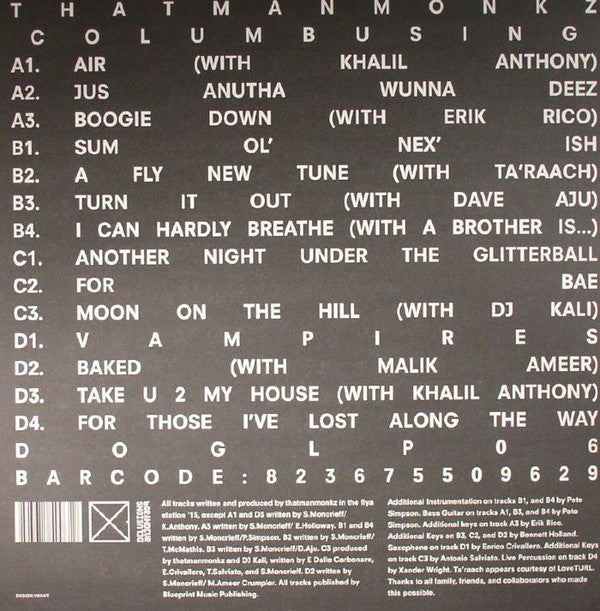 THATMANMONKZ
COLUMBUSING
A1. AIR (WITH KHALIL ANTHONY)
A2. JUS ANUTHA WUNNA DEEZ
A3. BOOGIE DOWN (WITH ERIK RICO)
B1. SUM OL' NEX' ISH
B2. A FLY NEW TUNE (WITH TA'RAACH)
B3. TURN IT OUT (WITH DAVE AJU)
B4. I CAN HARDLY BREATHE (WITH A BROTHER IS...)
C1. ANOTHER NIGHT UNDER THE GLITTERBALL
C2. FOR BAE
C3. MOON ON THE HILL (WITH DJ KALI)
D1. VAMPIRES
D2. BAKED (WITH MALIK AMEER)
D3. TAKE U 2 MY HOUSE (WITH KHALIL ANTHONY)
D4. FOR THOSE I'VE LOST ALONG THE WAY
DOGLP06
BARCODE:823675509629
All tracks written and produced by thatmanmonkz in the 9ya
station '15, except A1 and D3 written by S.Moncrieff/
K.Anthony. A3 written by S.Moncrieff/ E.Holloway. B1 and B4
written by S.Moncrieff/P.Simpson. B2 written by S.Moncrieff/
T.McMathis. B3 written by S.Moncrieff/D.Aju. C3 produced
by thatmanmonkz and DJ Kali, written by E Dalle Carbonare,
E.Crivellaro, T.Salviato, and S.Moncrieff. D2 written by
S.Moncrieff/ M.Ameer Crumpler. All tracks published by
Blueprint Music Publishing.
Additional Instrumentation on tracks B1, and B4 by Pete
Simpson. Bass Guitar on tracks A1, B3, and B4 by Pete
Simpson. Additional keys on track A3 by Erik Rico.
Additional Keys on B3, C2, and D2 by Bennett Holland.
Saxophone on track D1 by Enrico Crivellaro. Additional Keys
on track C3 by Antonio Salviato. Live Percussion on track D4
by Xander Wright. Ta'raach appears courtesy of LoveTURL.
Thanks to all family, friends, and collaborators who made
this possible.